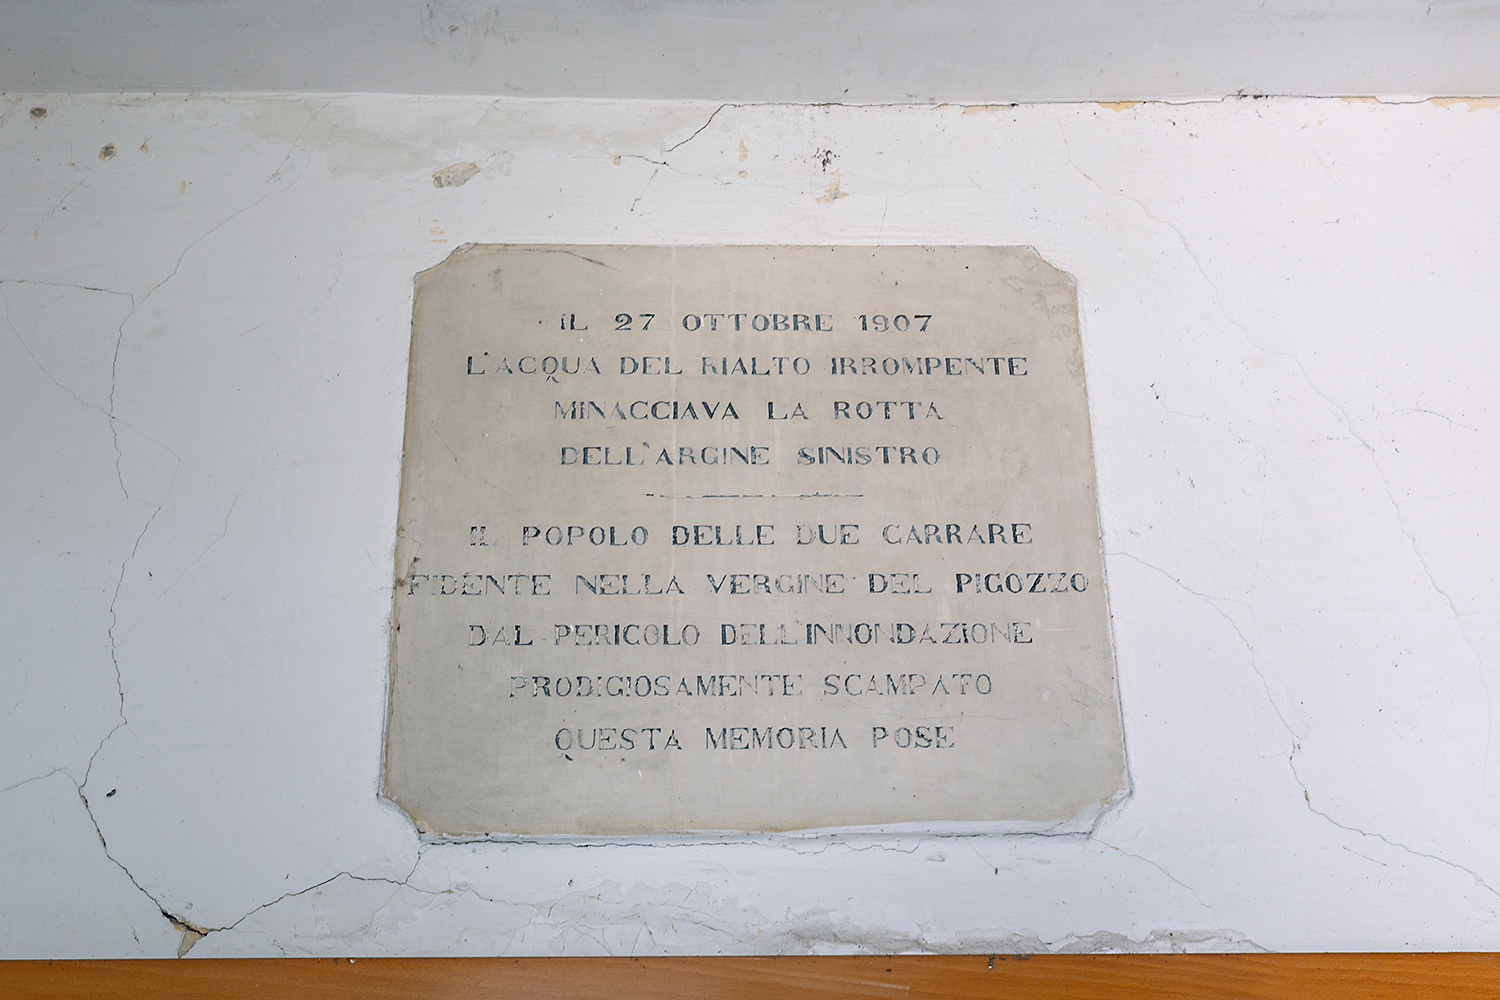 IL 27 OTTOBRE 1907
L'ACQUA DEL RIALTO IRROMPENTE
MINACCIAVA LA ROTTA
DELL'ARGINE SINISTRO
IL POPOLO DELLE DUE CARRARE
FIDENTE NELLA VERGINE DEL PIGOZZO
DAL PERICOLO DELL'INNONDAZIONE
PRODIGIOSAMENTE SCAMPATO
QUESTA MEMORIA POSE